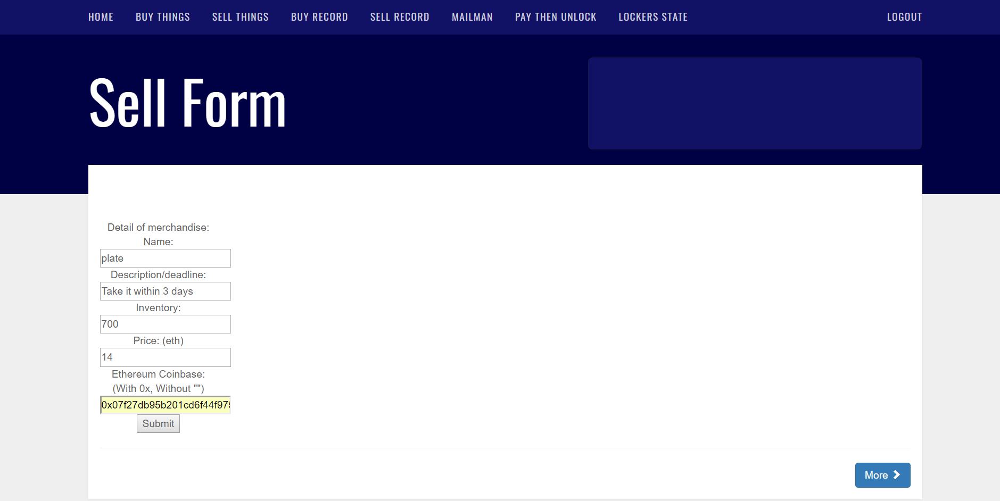 HOME BUY THINGS SELL THINGS BUY RECORD SELL RECORD MAILMAN PAY THEN UNLOCK LOCKERS STATE LOGOUT
Sell Form
Detail of merchandise:
Name:
plate
Description/deadline:
Take it within 3 days
Inventory:
700
Price: (eth)
14
Ethereum Coinbase:
(With 0x, Without "")
0x07f27db95b201cd6f44f975
Submit
More